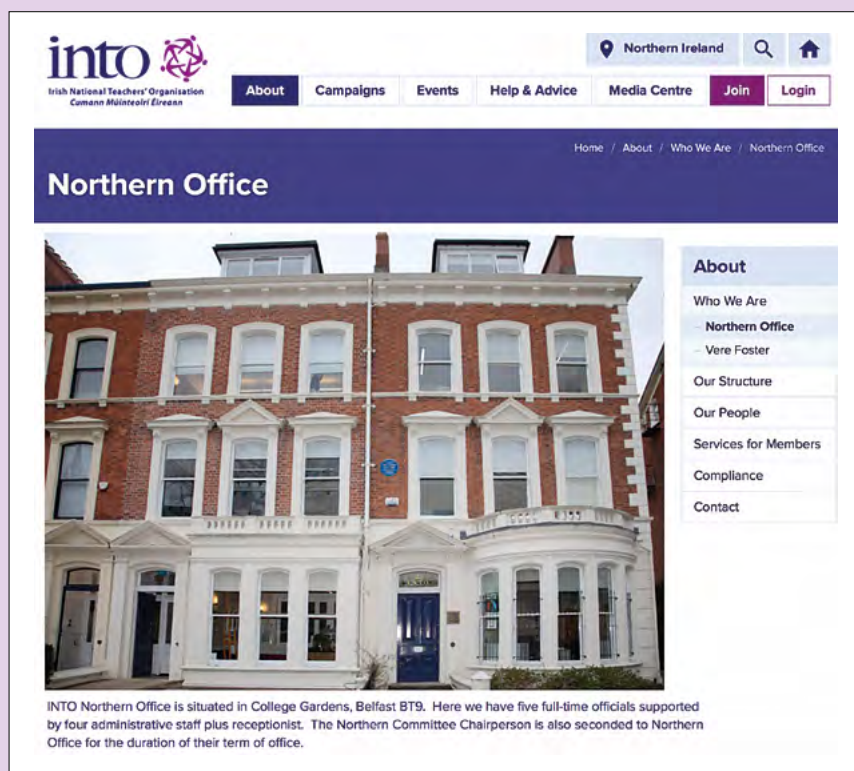 into
Irish National Teachers' Organisation
Cumann Múinteoirí Éireann
Northern Ireland
About
Campaigns
Events
Help & Advice
Media Centre
Join
Login
Home / About / Who We Are / Northern Office
Northern Office
About
Who We Are
– Northern Office
– Vere Foster
Our Structure
Our People
Services for Members
Compliance
Contact
INTO Northern Office is situated in College Gardens, Belfast BT9. Here we have five full-time officials supported
by four administrative staff plus receptionist. The Northern Committee Chairperson is also seconded to Northern
Office for the duration of their term of office.